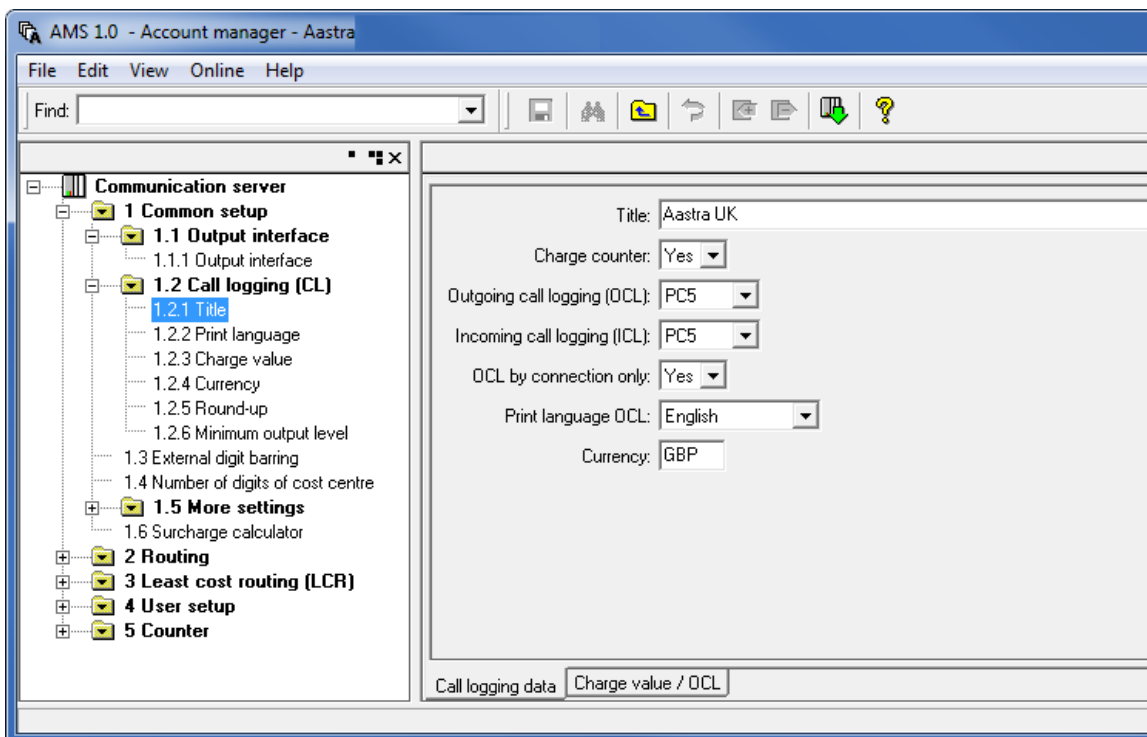 AMS 1.0 - Account manager - Aastra
File Edit View Online Help
Find:
Communication server
1 Common setup
1.1 Output interface
1.1.1 Output interface
1.2 Call logging (CL)
1.2.1 Title
1.2.2 Print language
1.2.3 Charge value
1.2.4 Currency
1.2.5 Round-up
1.2.6 Minimum output level
1.3 External digit barring
1.4 Number of digits of cost centre
1.5 More settings
1.6 Surcharge calculator
2 Routing
3 Least cost routing (LCR)
4 User setup
5 Counter
Title: Aastra UK
Charge counter: Yes
Outgoing call logging (OCL): PC5
Incoming call logging (ICL): PC5
OCL by connection only: Yes
Print language OCL: English
Currency: GBP
Call logging data Charge value / OCL